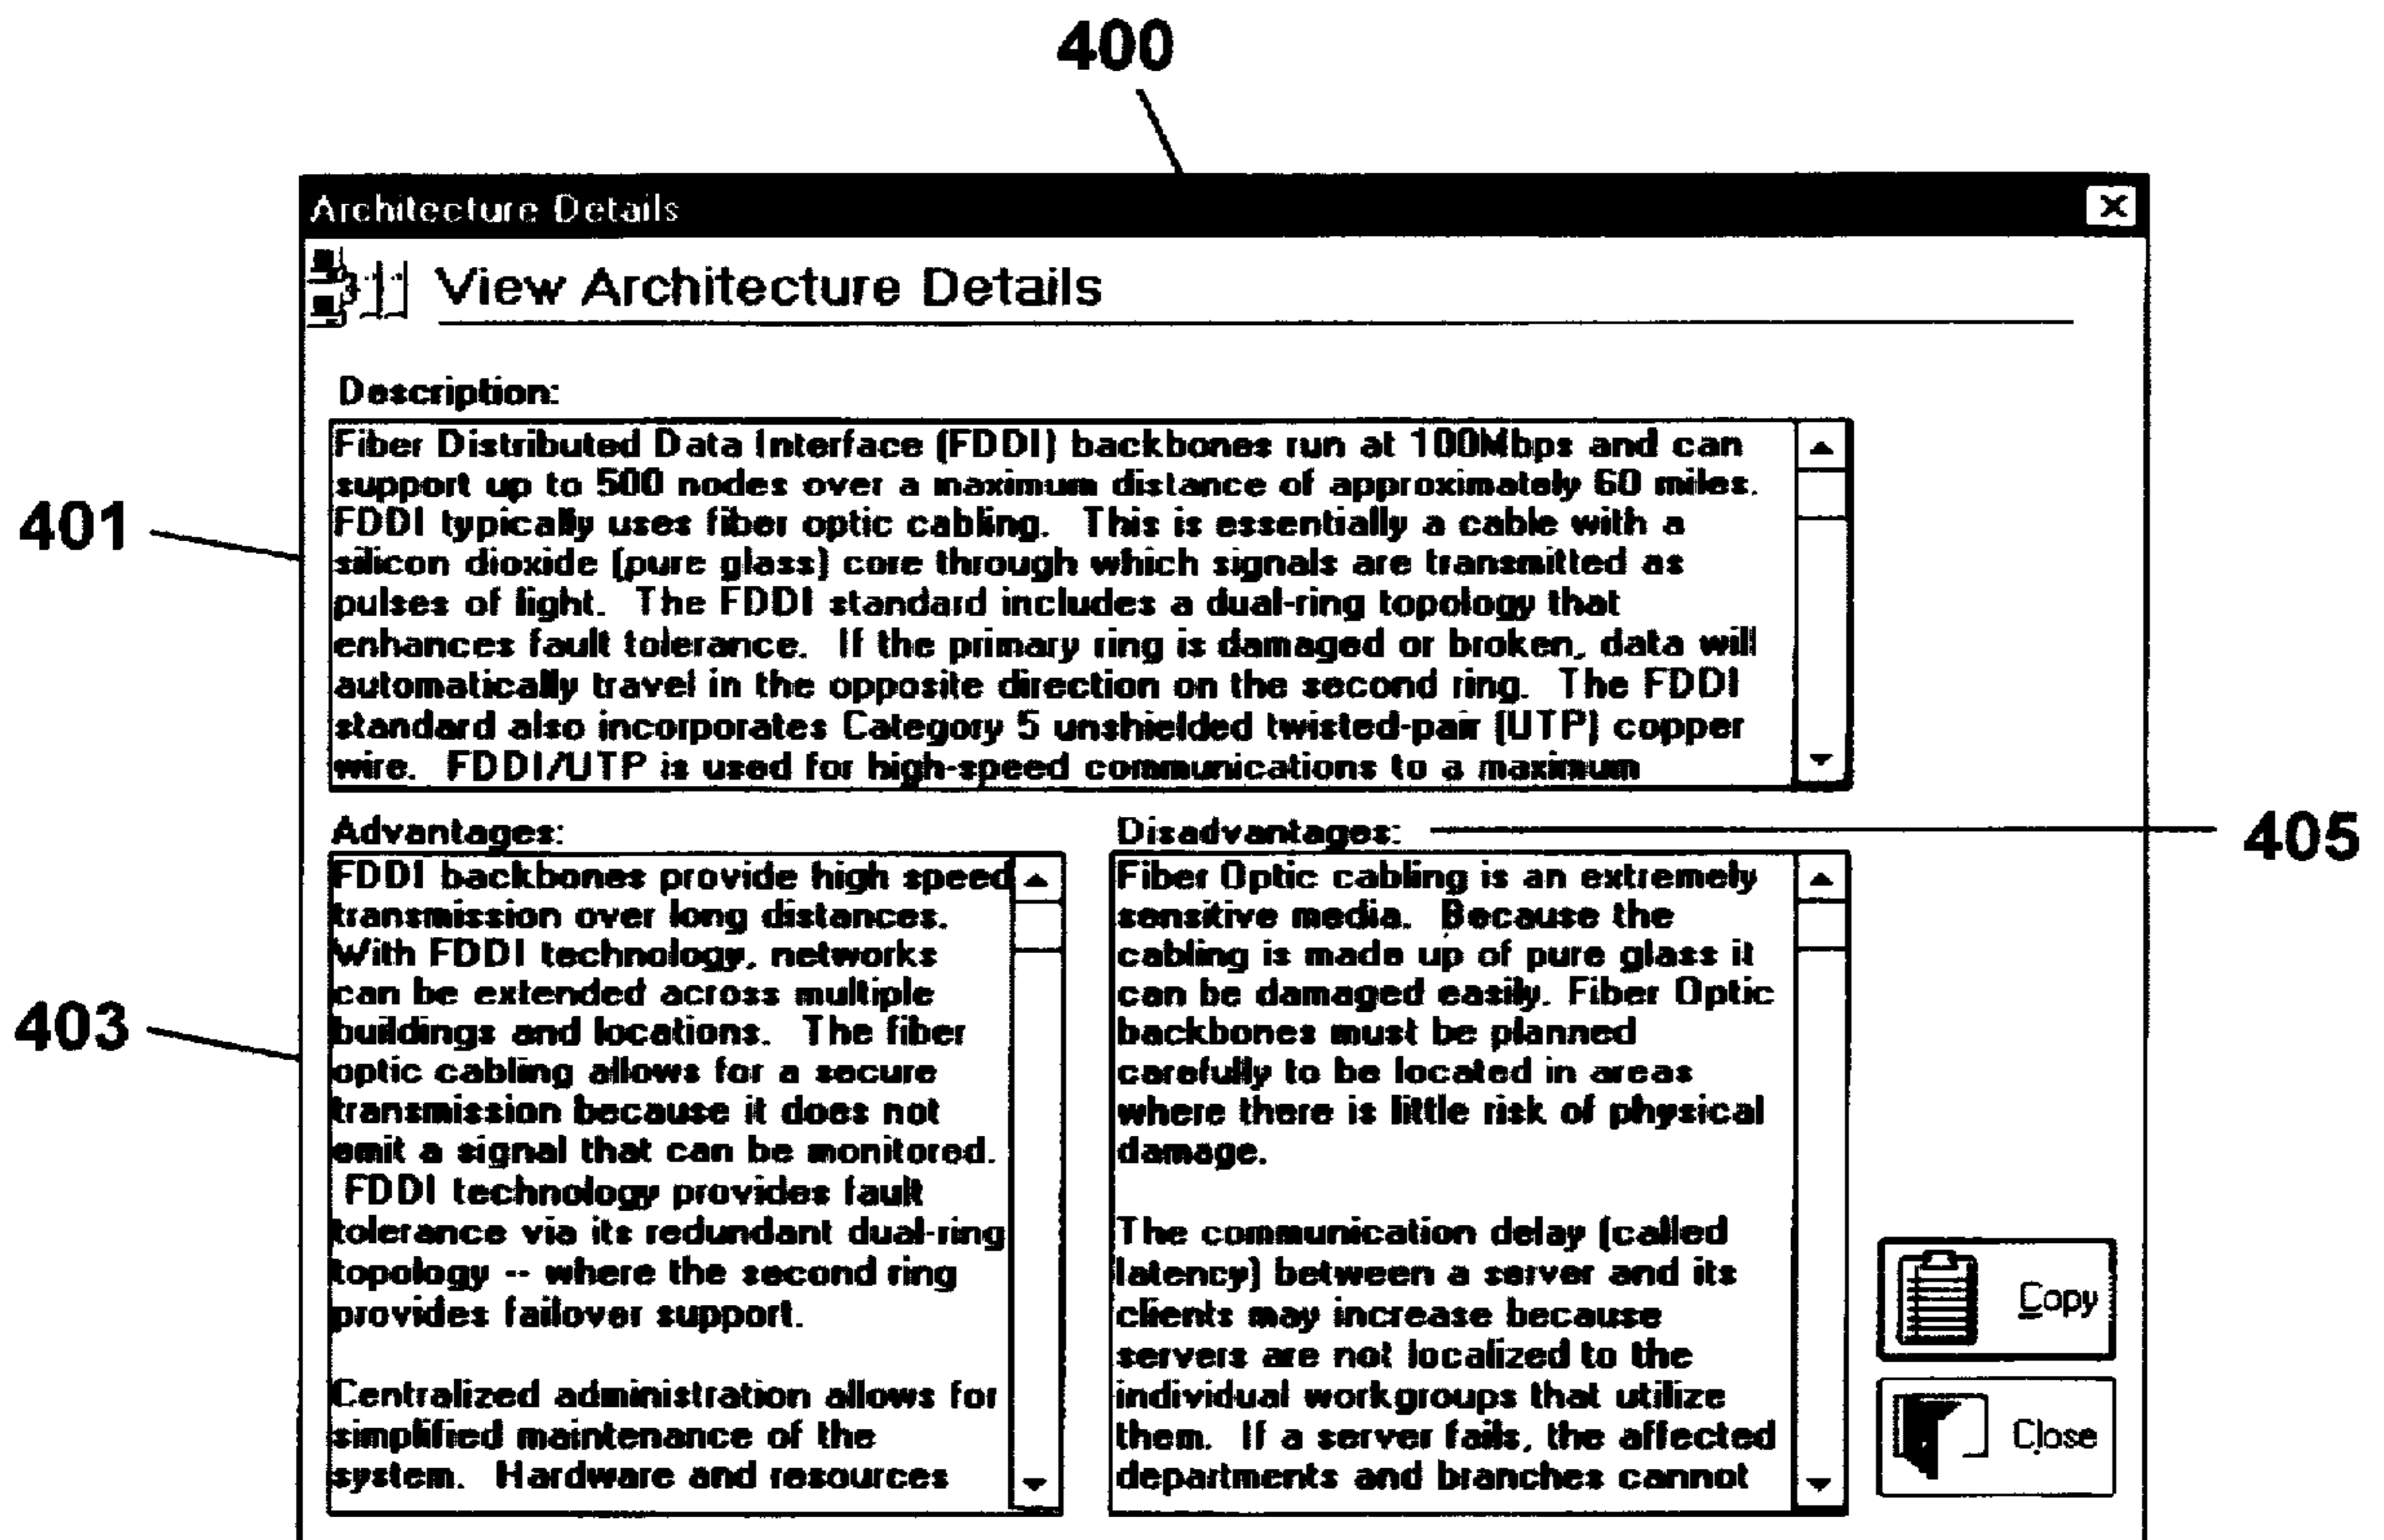 400
Architecture Details
View Architecture Details
Description:
401
Fiber Distributed Data Interface (FDDI) backbones run at 100Mbps and can
support up to 500 nodes over a maximum distance of approximately 60 miles.
FDDI typically uses fiber optic cabling.  This is essentially a cable with a
silicon dioxide (pure glass) core through which signals are transmitted as
pulses of light.  The FDDI standard includes a dual-ring topology that
enhances fault tolerance.  If the primary ring is damaged or broken, data will
automatically travel in the opposite direction on the second ring.  The FDDI
standard also incorporates Category 5 unshielded twisted-pair (UTP) copper
wire.  FDDI/UTP is used for high-speed communications to a maximum
Advantages:
403
FDDI backbones provide high speed
transmission over long distances.
With FDDI technology, networks
can be extended across multiple
buildings and locations.  The fiber
optic cabling allows for a secure
transmission because it does not
emit a signal that can be monitored.
FDDI technology provides fault
tolerance via its redundant dual-ring
topology -- where the second ring
provides failover support.
Centralized administration allows for
simplified maintenance of the
system.  Hardware and resources
Disadvantages:
405
Fiber Optic cabling is an extremely
sensitive media.  Because the
cabling is made up of pure glass it
can be damaged easily. Fiber Optic
backbones must be planned
carefully to be located in areas
where there is little risk of physical
damage.
The communication delay (called
latency) between a server and its
clients may increase because
servers are not localized to the
individual workgroups that utilize
them.  If a server fails, the affected
departments and branches cannot
Copy
Close